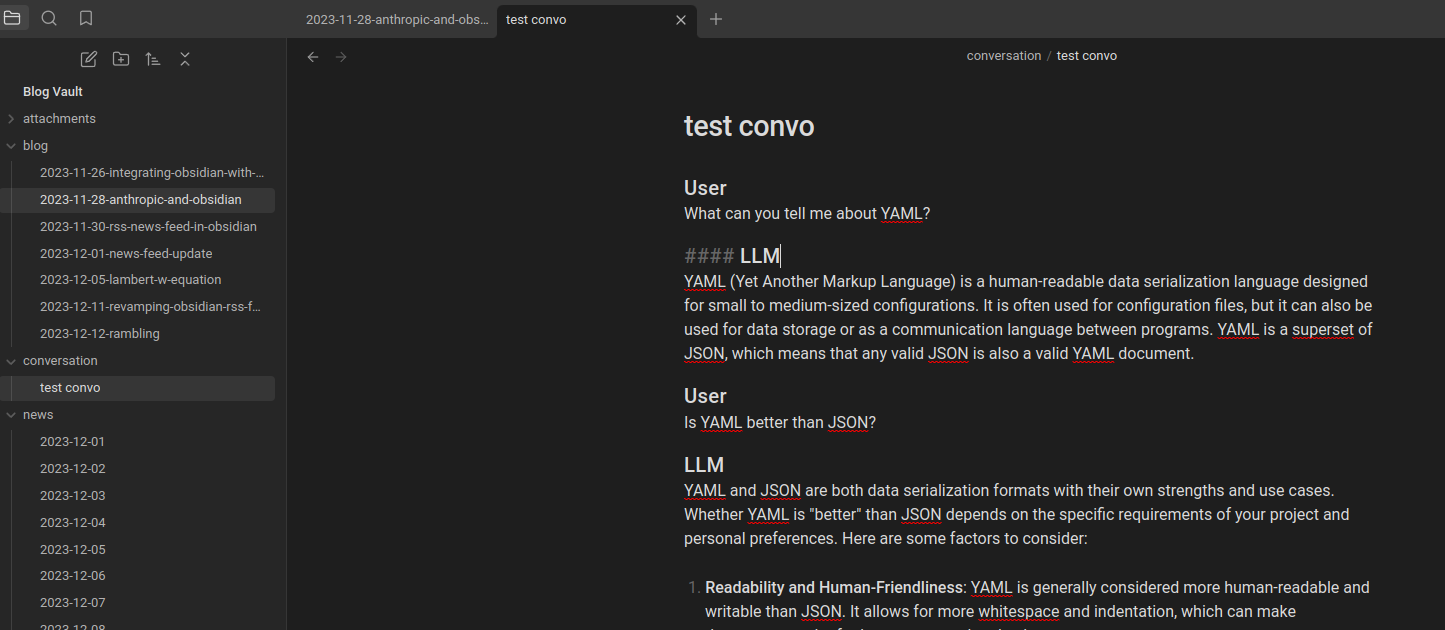 2023-11-28-anthropic-and-obs...
test convo
Blog Vault
attachments
blog
2023-11-26-integrating-obsidian-with-...
2023-11-28-anthropic-and-obsidian
2023-11-30-rss-news-feed-in-obsidian
2023-12-01-news-feed-update
2023-12-05-lambert-w-equation
2023-12-11-revamping-obsidian-rss-f...
2023-12-12-rambling
conversation
test convo
news
2023-12-01
2023-12-02
2023-12-03
2023-12-04
2023-12-05
2023-12-06
2023-12-07
2023-12-08
conversation / test convo
test convo
User
What can you tell me about YAML?
#### LLM
YAML (Yet Another Markup Language) is a human-readable data serialization language designed
for small to medium-sized configurations. It is often used for configuration files, but it can also be
used for data storage or as a communication language between programs. YAML is a superset of
JSON, which means that any valid JSON is also a valid YAML document.
User
Is YAML better than JSON?
LLM
YAML and JSON are both data serialization formats with their own strengths and use cases.
Whether YAML is "better" than JSON depends on the specific requirements of your project and
personal preferences. Here are some factors to consider:
1. Readability and Human-Friendliness: YAML is generally considered more human-readable and
writable than JSON. It allows for more whitespace and indentation, which can make